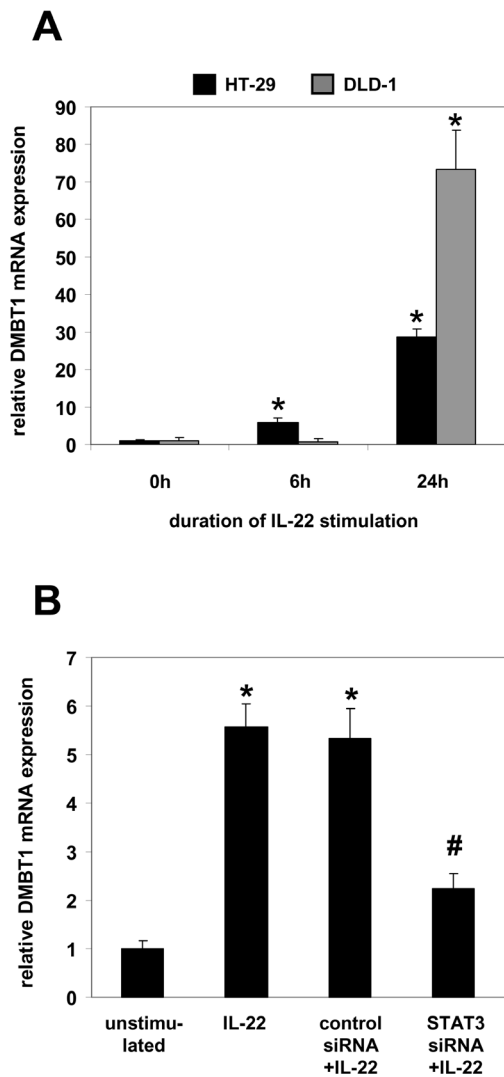 A
HT-29 DLD-1
relative DMBT1 mRNA expression
90
80
70
60
50
40
30
20
10
0
*
*
*
0h 6h 24h
duration of IL-22 stimulation
B
relative DMBT1 mRNA expression
7
6
5
4
3
2
1
0
*
*
#
unstimu-
lated
IL-22
control
siRNA
+IL-22
STAT3
siRNA
+IL-22